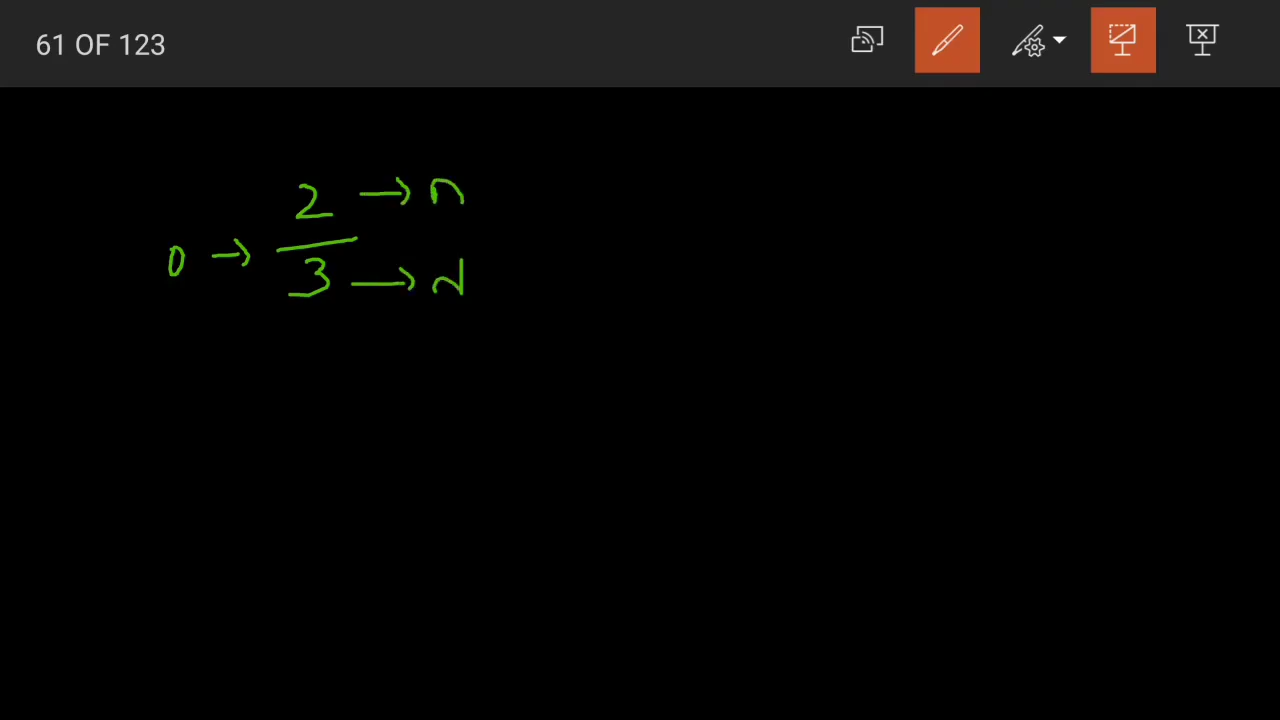 61 OF 123
2 → n
0 →
3 → d